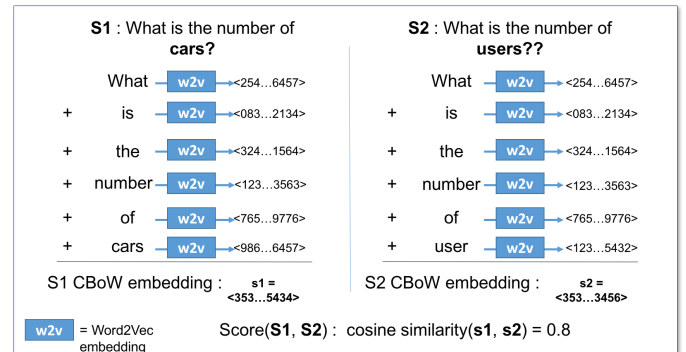 S1 : What is the number of
cars?
What w2v <254...6457>
+ is w2v <083...2134>
+ the w2v <324...1564>
+ number w2v <123...3563>
+ of w2v <765...9776>
+ cars w2v <986...6457>
S1 CBoW embedding : s1 =
<353...5434>
S2 : What is the number of
users??
What w2v <254...6457>
+ is w2v <083...2134>
+ the w2v <324...1564>
+ number w2v <123...3563>
+ of w2v <765...9776>
+ user w2v <123...5432>
S2 CBoW embedding : s2 =
<353...3456>
w2v = Word2Vec
embedding
Score(S1, S2) : cosine similarity(s1, s2) = 0.8